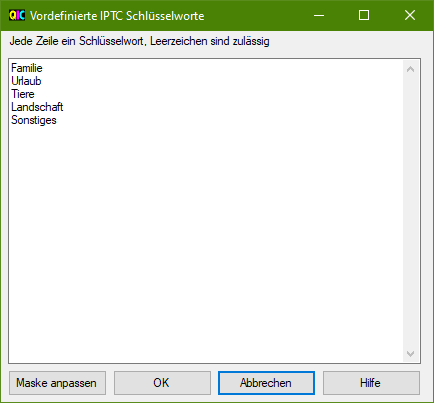 QIC Vordefinierte IPTC Schlüsselworte
Jede Zeile ein Schlüsselwort, Leerzeichen sind zulässig
Familie
Urlaub
Tiere
Landschaft
Sonstiges
Maske anpassen OK Abbrechen Hilfe